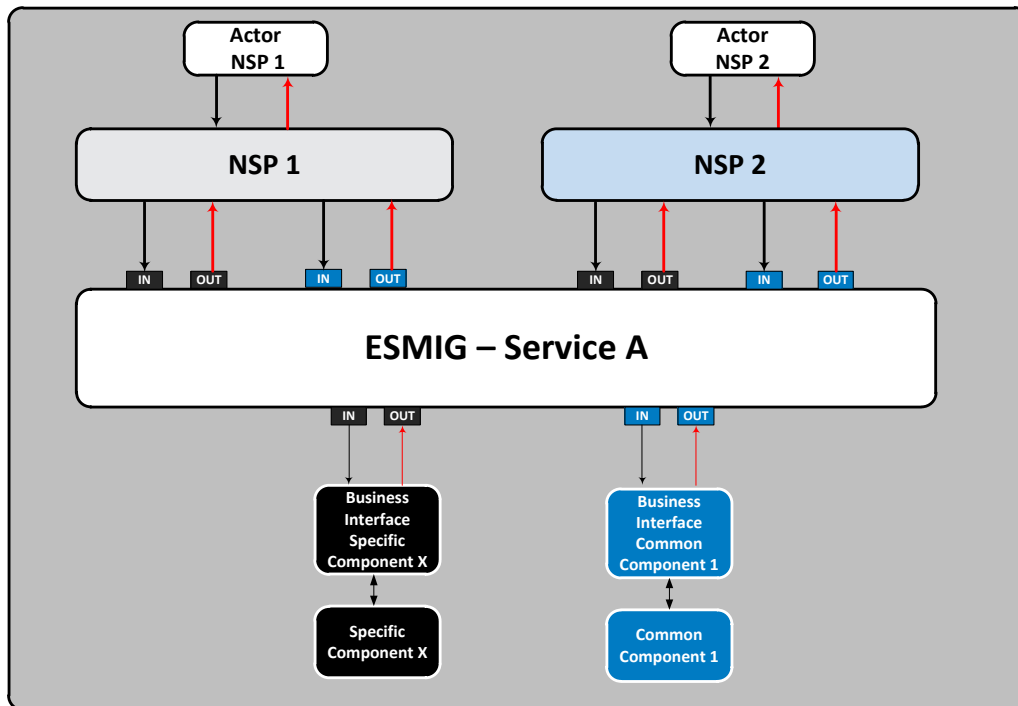 Actor
NSP 1
Actor
NSP 2
NSP 1
NSP 2
IN
OUT
IN
OUT
IN
OUT
IN
OUT
ESMIG – Service A
IN
OUT
IN
OUT
Business
Interface
Specific
Component X
Business
Interface
Common
Component 1
Specific
Component X
Common
Component 1